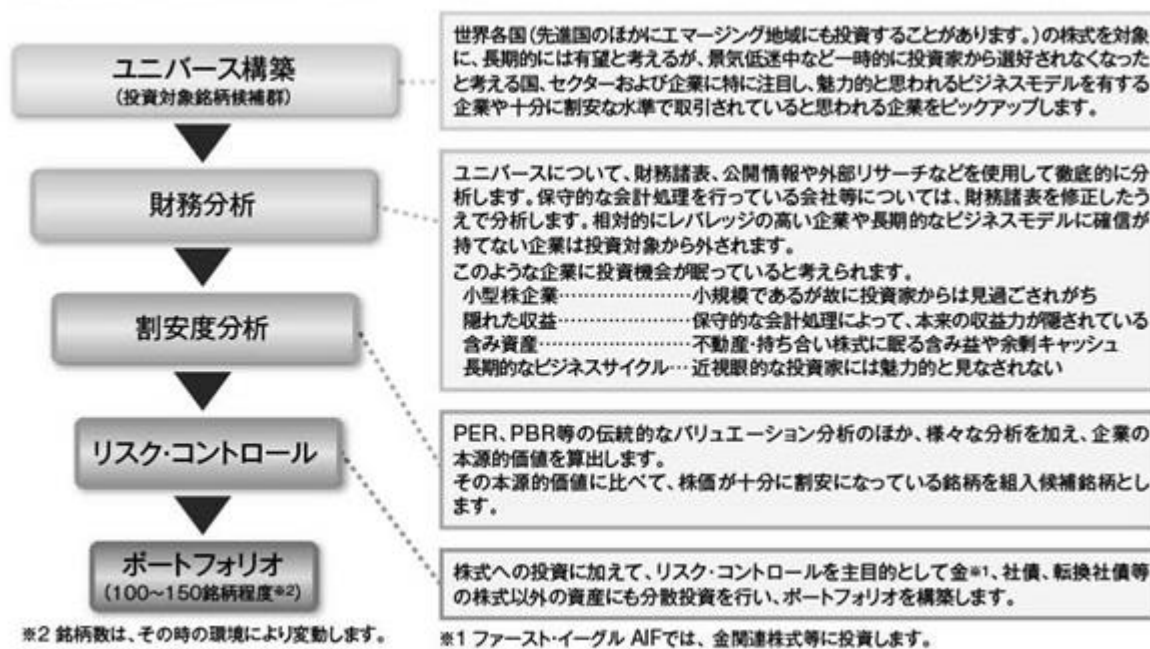 ユニバース構築
(投資対象銘柄候補群)
世界各国(先進国のほかにエマージング地域にも投資することがあります。)の株式を対象
に、長期的には有望と考えるが、景気低迷中など一時的に投資家から選好されなくなった
と考える国、セクターおよび企業に特に注目し、魅力的と思われるビジネスモデルを有する
企業や十分に割安な水準で取引されていると思われる企業をピックアップします。
財務分析
ユニバースについて、財務諸表、公開情報や外部リサーチなどを使用して徹底的に分
析します。保守的な会計処理を行っている会社等については、財務諸表を修正したう
えで分析します。相対的にレバレッジの高い企業や長期的なビジネスモデルに確信が
持てない企業は投資対象から外されます。
このような企業に投資機会が眠っていると考えられます。
小型株企業……………………小規模であるが故に投資家からは見過ごされがち
隠れた収益……………………保守的な会計処理によって、本来の収益力が隠されている
含み資産………………………不動産・持ち合い株式に眠る含み益や余剰キャッシュ
長期的なビジネスサイクル…近視眼的な投資家には魅力的と見なされない
割安度分析
PER、PBR等の伝統的なバリュエーション分析のほか、様々な分析を加え、企業の
本源的価値を算出します。
その本源的価値に比べて、株価が十分に割安になっている銘柄を組入候補銘柄とし
ます。
リスク・コントロール
株式への投資に加えて、リスク・コントロールを主目的として金※1、社債、転換社債等
の株式以外の資産にも分散投資を行い、ポートフォリオを構築します。
ポートフォリオ
(100~150銘柄程度※2)
※2 銘柄数は、その時の環境により変動します。
※1 ファースト・イーグル AIFでは、金関連株式等に投資します。